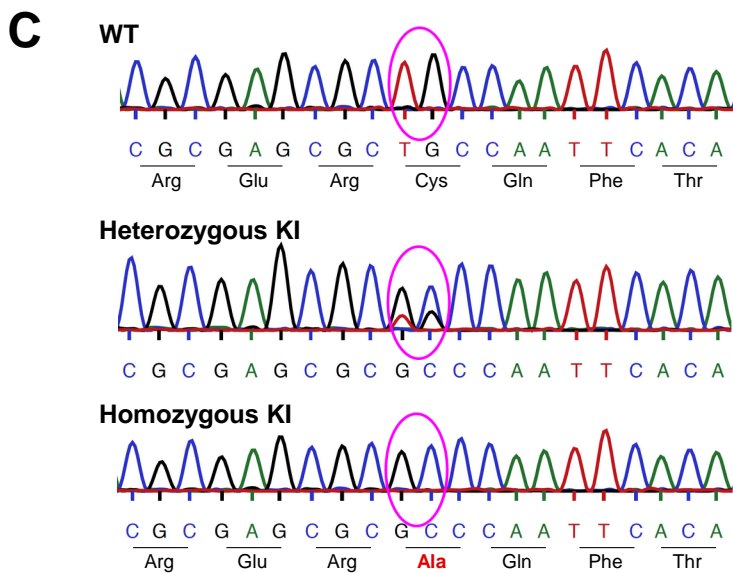 C
WT
C G C G A G C G C T G C C A A T T C A C A
Arg Glu Arg Cys Gln Phe Thr
Heterozygous KI
C G C G A G C G C G C C C A A T T C A C A
Homozygous KI
C G C G A G C G C G C C C A A T T C A C A
Arg Glu Arg Ala Gln Phe Thr